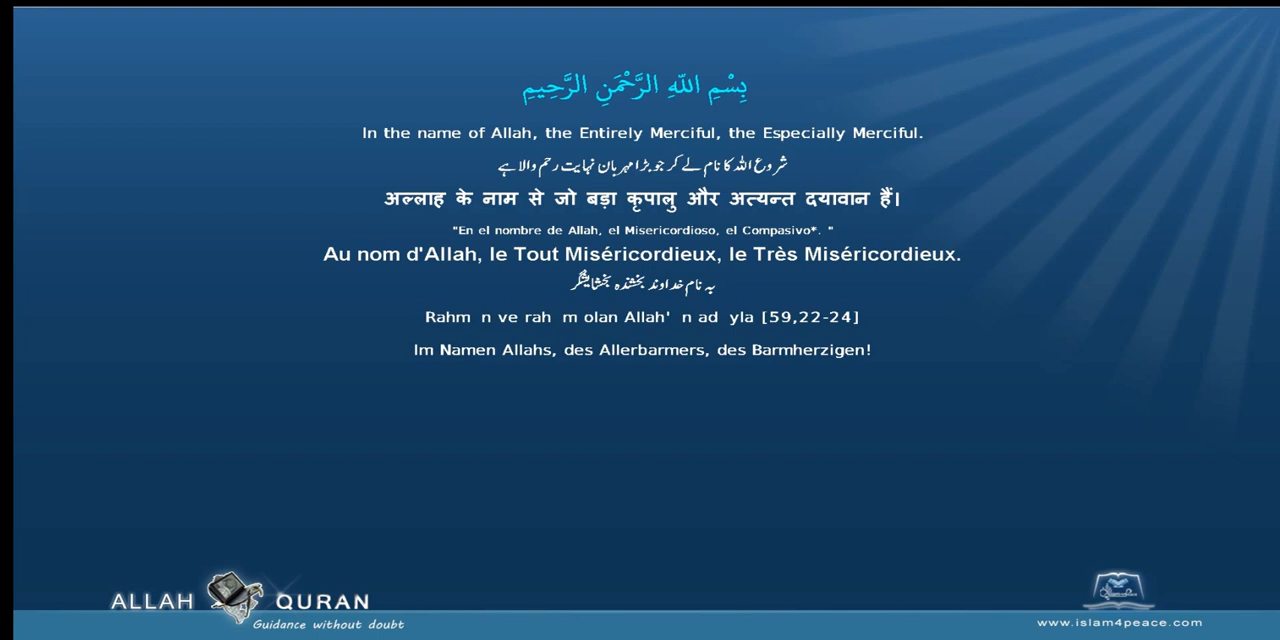 بِسْمِ اللّهِ الرَّحْمَنِ الرَّحِيمِ
In the name of Allah, the Entirely Merciful, the Especially Merciful.
شروع الله کا نام لے کر جو بڑا مہربان نہایت رحم والا ہے
अल्लाह के नाम से जो बड़ा कृपालु और अत्यन्त दयावान हैं।
"En el nombre de Allah, el Misericordioso, el Compasivo*. "
Au nom d'Allah, le Tout Miséricordieux, le Très Miséricordieux.
به نام خداوند بخشنده بخشایشگر
Rahm n ve rah m olan Allah' n ad yla [59,22-24]
Im Namen Allahs, des Allerbarmers, des Barmherzigen!
ALLAH QURAN
Guidance without doubt
www.islam4peace.com